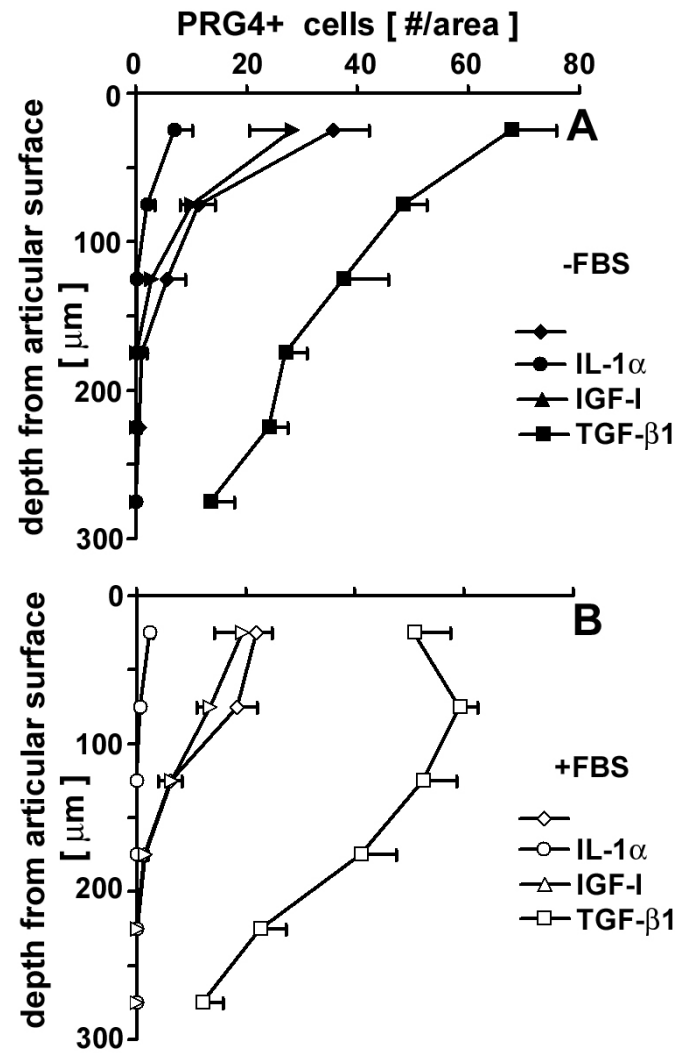 PRG4+ cells [ #/area ]
0 20 40 60 80
0
100
200
300
depth from articular surface
[ μm ]
A
-FBS
IL-1α
IGF-I
TGF-β1
0
100
200
300
depth from articular surface
[ μm ]
B
+FBS
IL-1α
IGF-I
TGF-β1